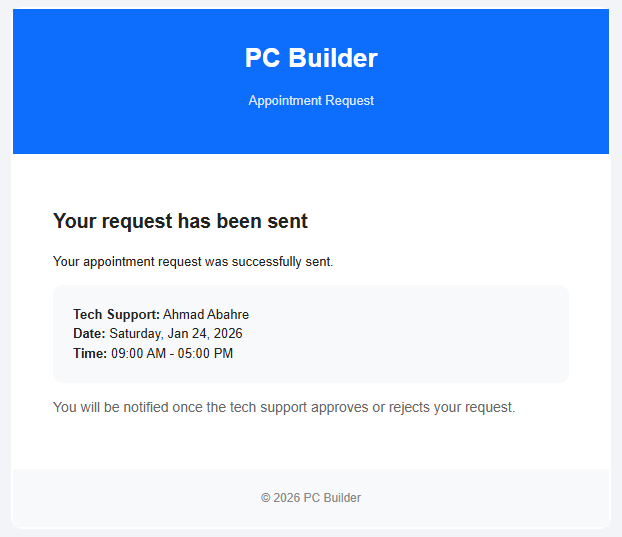 PC Builder
Appointment Request
Your request has been sent
Your appointment request was successfully sent.
Tech Support: Ahmad Abahre
Date: Saturday, Jan 24, 2026
Time: 09:00 AM - 05:00 PM
You will be notified once the tech support approves or rejects your request.
© 2026 PC Builder